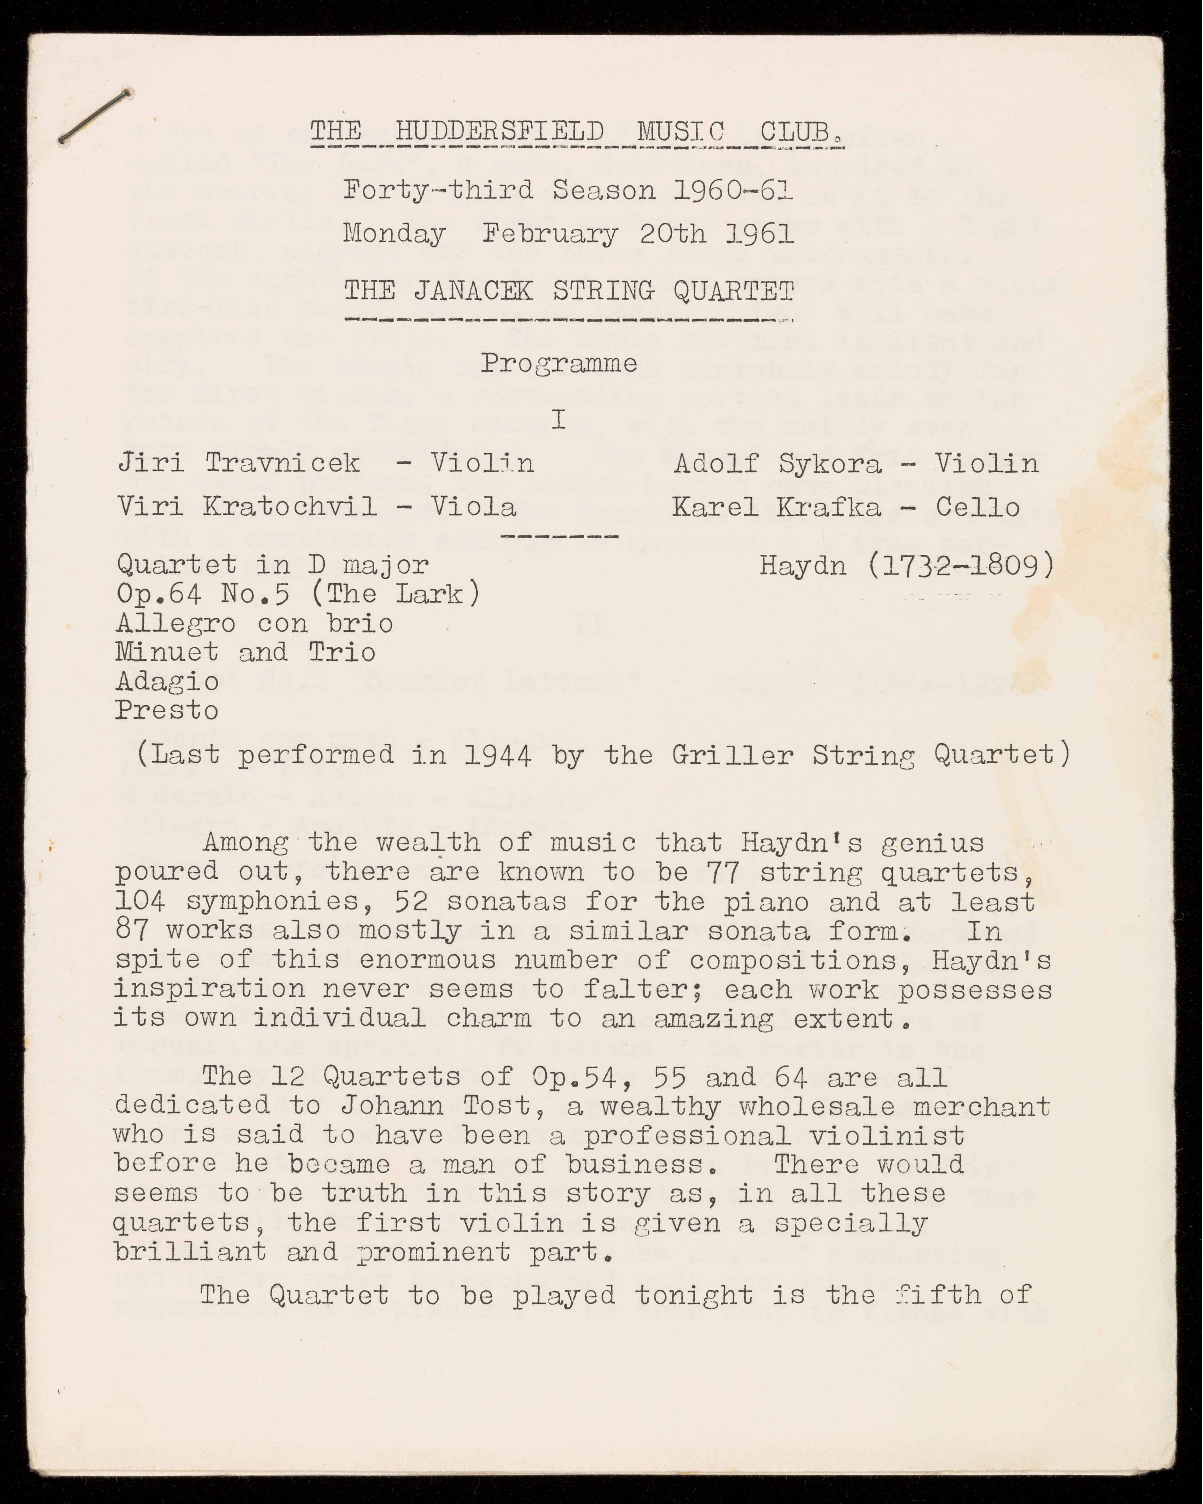 THE HUDDERSFIELD MUSIC CLUB.
Forty-third Season 1960-61
Monday February 20th 1961
THE JANACEK STRING QUARTET
Programme
I
Jiri Travnicek - Violin Adolf Sykora - Violin
Viri Kratochvil - Viola Karel Krafka - Cello
Quartet in D major Haydn (1732-1809)
Op.64 No.5 (The Lark)
Allegro con brio
Minuet and Trio
Adagio
Presto
(Last performed in 1944 by the Griller String Quartet)
Among the wealth of music that Haydn's genius
poured out, there are known to be 77 string quartets,
104 symphonies, 52 sonatas for the piano and at least
87 works also mostly in a similar sonata form. In
spite of this enormous number of compositions, Haydn's
inspiration never seems to falter; each work possesses
its own individual charm to an amazing extent.
The 12 Quartets of Op.54, 55 and 64 are all
dedicated to Johann Tost, a wealthy wholesale merchant
who is said to have been a professional violinist
before he became a man of business. There would
seems to be truth in this story as, in all these
quartets, the first violin is given a specially
brilliant and prominent part.
The Quartet to be played tonight is the fifth of